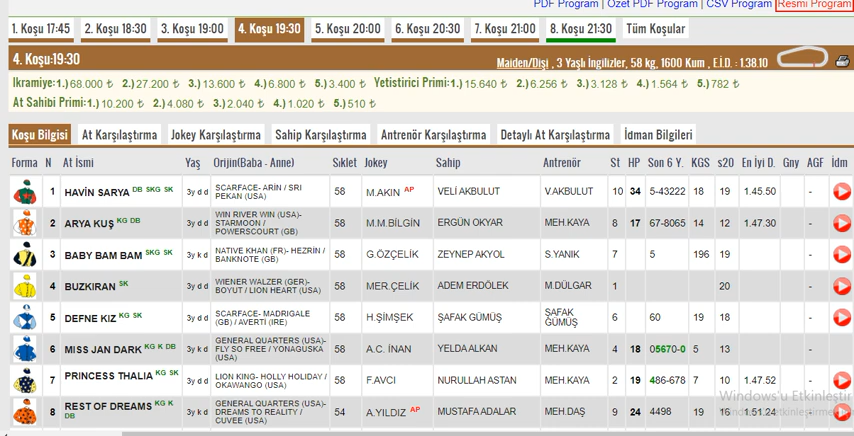 PDF Program | Özet PDF Program | CSV Program | Resmi Program
1. Koşu 17:45 2. Koşu 18:30 3. Koşu 19:00 4. Koşu 19:30 5. Koşu 20:00 6. Koşu 20:30 7. Koşu 21:00 8. Koşu 21:30 Tüm Koşular
4. Koşu:19:30 Maiden/Dişi , 3 Yaşlı İngilizler, 58 kg, 1600 Kum , E.İ.D. : 1.38.10
Ikramiye: 1.) 68.000 ₺ 2.) 27.200 ₺ 3.) 13.600 ₺ 4.) 6.800 ₺ 5.) 3.400 ₺ Yetistirici Primi: 1.) 15.640 ₺ 2.) 6.256 ₺ 3.) 3.128 ₺ 4.) 1.564 ₺ 5.) 782 ₺
At Sahibi Primi: 1.) 10.200 ₺ 2.) 4.080 ₺ 3.) 2.040 ₺ 4.) 1.020 ₺ 5.) 510 ₺
Koşu Bilgisi At Karşılaştırma Jokey Karşılaştırma Sahip Karşılaştırma Antrenör Karşılaştırma Detaylı At Karşılaştırma İdman Bilgileri
Forma N At İsmi Yaş Orijin(Baba - Anne) Sıklet Jokey Sahip Antrenör St HP Son 6 Y. KGS s20 En İyi D. Gny AGF İdm
1 HAVİN SARYA DB SKG SK 3y d d SCARFACE- ARİN / SRI PEKAN (USA) 58 M.AKIN AP VELİ AKBULUT V.AKBULUT 10 34 5-43222 18 19 1.45.50 -
2 ARYA KUŞ KG DB 3y d d WIN RIVER WIN (USA)- STARMOON / POWERSCOURT (GB) 58 M.M.BİLGİN ERGÜN OKYAR MEH.KAYA 8 17 67-8065 14 12 1.47.30 -
3 BABY BAM BAM SKG SK 3y k d NATIVE KHAN (FR)- HEZRİN / BANKNOTE (GB) 58 G.ÖZÇELİK ZEYNEP AKYOL S.YANIK 7 5 196 19 -
4 BUZKIRAN SK 3y d d WIENER WALZER (GER)- BOYUT / LION HEART (USA) 58 MER.ÇELİK ADEM ERDÖLEK M.DÜLGAR 1 20 -
5 DEFNE KIZ KG SK 3y d d SCARFACE- MADRIGALE (GB) / AVERTI (IRE) 58 H.ŞİMŞEK ŞAFAK GÜMÜŞ ŞAFAK GÜMÜŞ 6 60 19 18 -
6 MISS JAN DARK KG K DB 3y k d GENERAL QUARTERS (USA)- FLY SO FREE / YONAGUSKA (USA) 58 A.C. İNAN YELDA ALKAN MEH.KAYA 4 18 05670-0 5 13 -
7 PRINCESS THALIA KG SK 3y d d LION KING- HOLLY HOLIDAY / OKAWANGO (USA) 58 F.AVCI NURULLAH ASTAN MEH.KAYA 2 19 486-678 7 10 1.47.52 -
8 REST OF DREAMS KG K DB 3y k d GENERAL QUARTERS (USA)- DREAMS TO REALITY / CUVEE (USA) 54 A.YILDIZ AP MUSTAFA ADALAR MEH.DAŞ 9 24 4498 19 16 1.51.24 -
Windows'u Etkinleştir